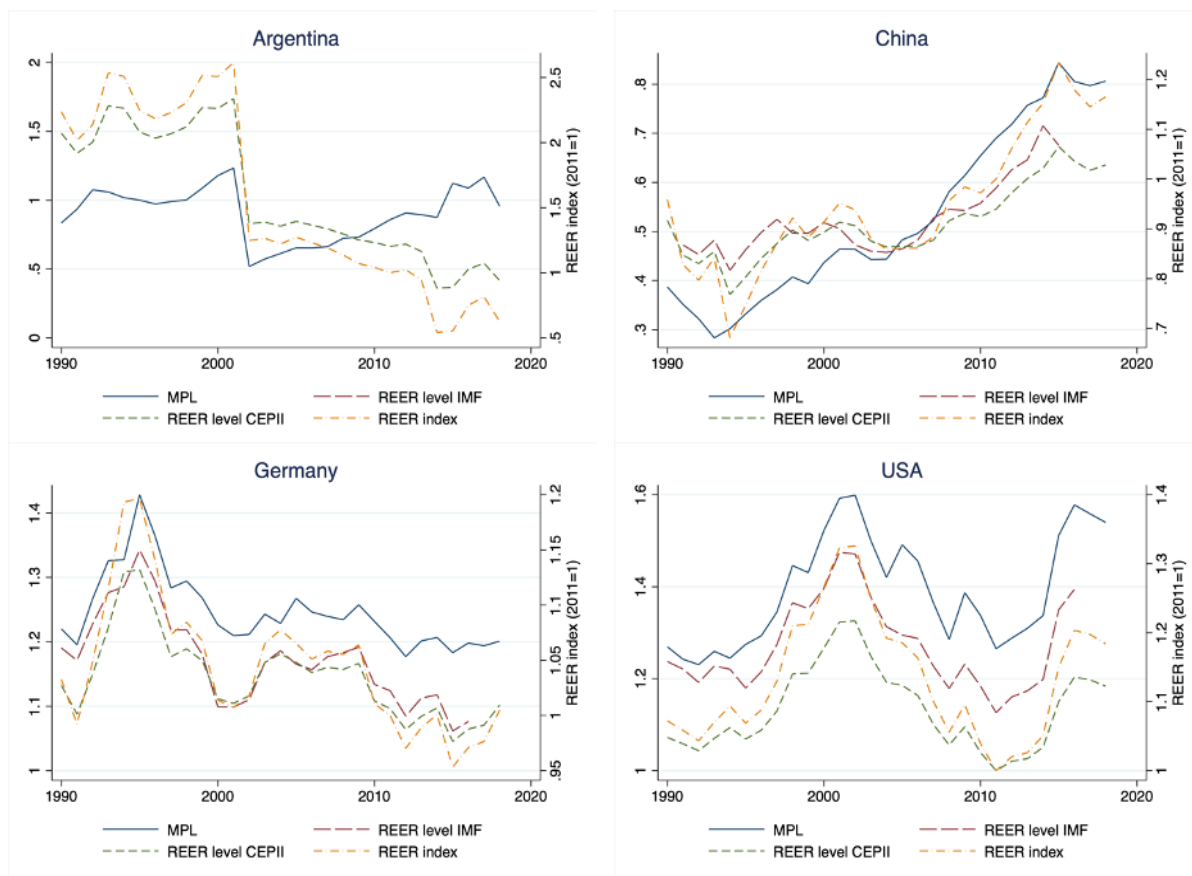 Argentina
2
1.5
1
.5
0
2.5
2
1.5
1
.5
REER index (2011=1)
1990 2000 2010 2020
MPL REER level IMF
REER level CEPII REER index
China
.8
.7
.6
.5
.4
.3
1.2
1.1
1
.9
.8
.7
REER index (2011=1)
1990 2000 2010 2020
MPL REER level IMF
REER level CEPII REER index
Germany
1.4
1.3
1.2
1.1
1
1.2
1.15
1.1
1.05
1
.95
REER index (2011=1)
1990 2000 2010 2020
MPL REER level IMF
REER level CEPII REER index
USA
1.6
1.4
1.2
1
1.4
1.3
1.2
1.1
1
REER index (2011=1)
1990 2000 2010 2020
MPL REER level IMF
REER level CEPII REER index